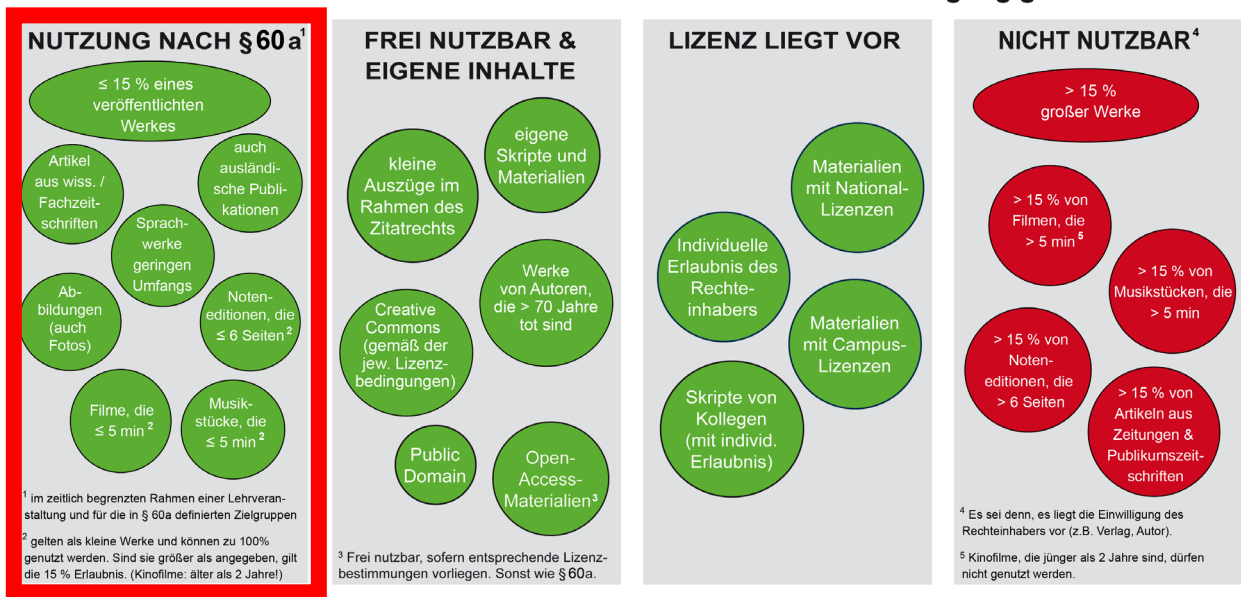 NUTZUNG NACH § 60 a¹
≤ 15 % eines
veröffentlichten
Werkes
Artikel
aus wiss. /
Fachzeit-
schriften
auch
ausländi-
sche Publi-
kationen
Sprach-
werke
geringen
Umfangs
Ab-
bildungen
(auch
Fotos)
Noten-
editionen, die
≤ 6 Seiten ²
Filme, die
≤ 5 min ²
Musik-
stücke, die
≤ 5 min ²
¹ im zeitlich begrenzten Rahmen einer Lehrveran-
staltung und für die in § 60a definierten Zielgruppen
² gelten als kleine Werke und können zu 100%
genutzt werden. Sind sie größer als angegeben, gilt
die 15 % Erlaubnis. (Kinofilme: älter als 2 Jahre!)
FREI NUTZBAR &
EIGENE INHALTE
eigene
Skripte und
Materialien
kleine
Auszüge im
Rahmen des
Zitatrechts
Werke
von Autoren,
die > 70 Jahre
tot sind
Creative
Commons
(gemäß der
jew. Lizenz-
bedingungen)
Public
Domain
Open-
Access-
Materialien³
³ Frei nutzbar, sofern entsprechende Lizenz-
bestimmungen vorliegen. Sonst wie § 60a.
LIZENZ LIEGT VOR
Materialien
mit National-
Lizenzen
Individuelle
Erlaubnis des
Rechte-
inhabers
Materialien
mit Campus-
Lizenzen
Skripte von
Kollegen
(mit individ.
Erlaubnis)
NICHT NUTZBAR⁴
> 15 %
großer Werke
> 15 % von
Filmen, die
> 5 min ⁵
> 15 % von
Musikstücken, die
> 5 min
> 15 % von
Noten-
editionen, die
> 6 Seiten
> 15 % von
Artikeln aus
Zeitungen &
Publikumszeit-
schriften
⁴ Es sei denn, es liegt die Einwilligung des
Rechteinhabers vor (z.B. Verlag, Autor).
⁵ Kinofilme, die jünger als 2 Jahre sind, dürfen
nicht genutzt werden.